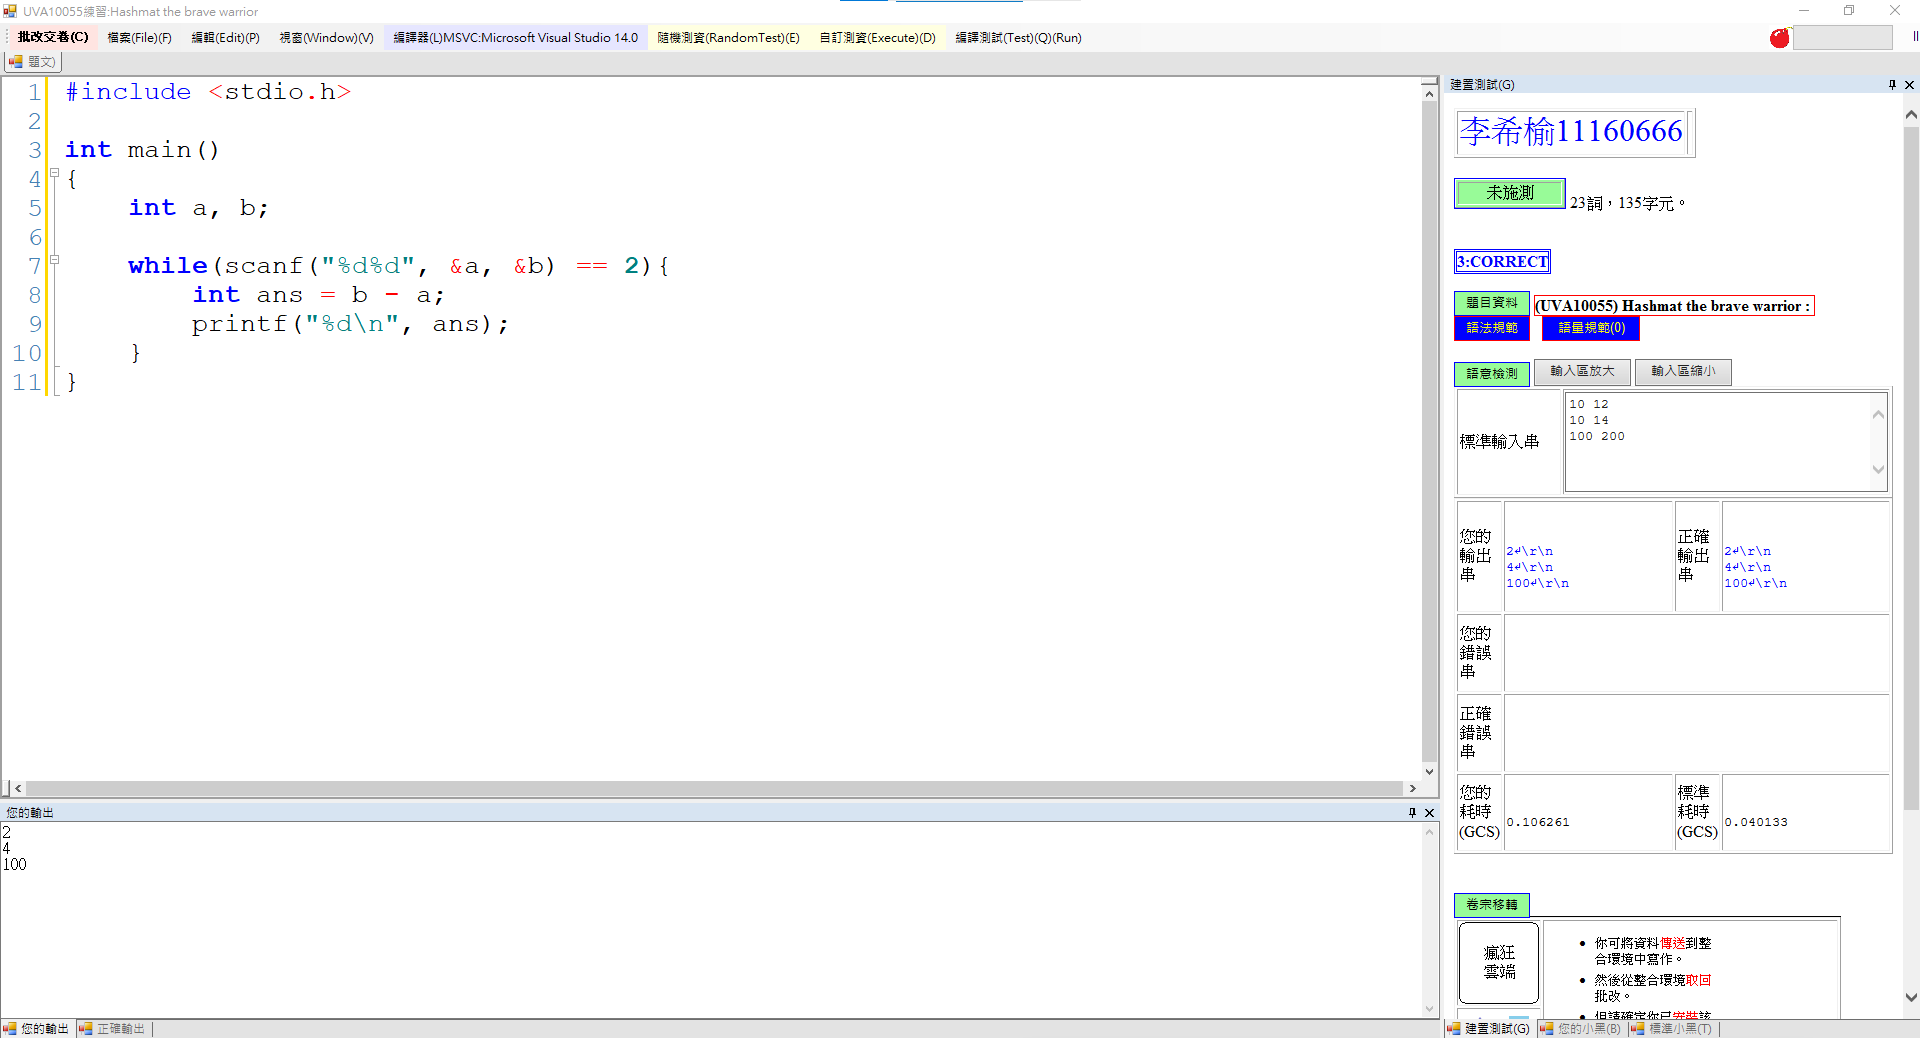 UVA10055練習:Hashmat the brave warrior
批改交卷(C) 檔案(File)(F) 編輯(Edit)(P) 視窗(Window)(V) 編譯器(L)MSVC:Microsoft Visual Studio 14.0 隨機測資(RandomTest)(E) 自訂測資(Execute)(D) 編譯測試(Test)(Q)(Run)
題文)
1 #include <stdio.h>
2
3 int main()
4 {
5 int a, b;
6
7 while(scanf("%d%d", &a, &b) == 2){
8 int ans = b - a;
9 printf("%d\n", ans);
10 }
11 }
您的輸出
2
4
100
您的輸出 正確輸出
建置測試(G)
李希榆11160666
未施測 23詞，135字元。
3:CORRECT
題目資料 (UVA10055) Hashmat the brave warrior :
語法規範 語量規範(0)
語意檢測 輸入區放大 輸入區縮小
標準輸入串
10 12
10 14
100 200
您的輸出串
2↲\r\n
4↲\r\n
100↲\r\n
正確輸出串
2↲\r\n
4↲\r\n
100↲\r\n
您的錯誤串
正確錯誤串
您的耗時(GCS) 0.106261 標準耗時(GCS) 0.040133
卷宗移轉
瘋狂
雲端
你可將資料傳送到整
合環境中寫作。
然後從整合環境取回
批改。
但請確定你已安裝該
建置測試(G) 您的小黑(B) 標準小黑(T)